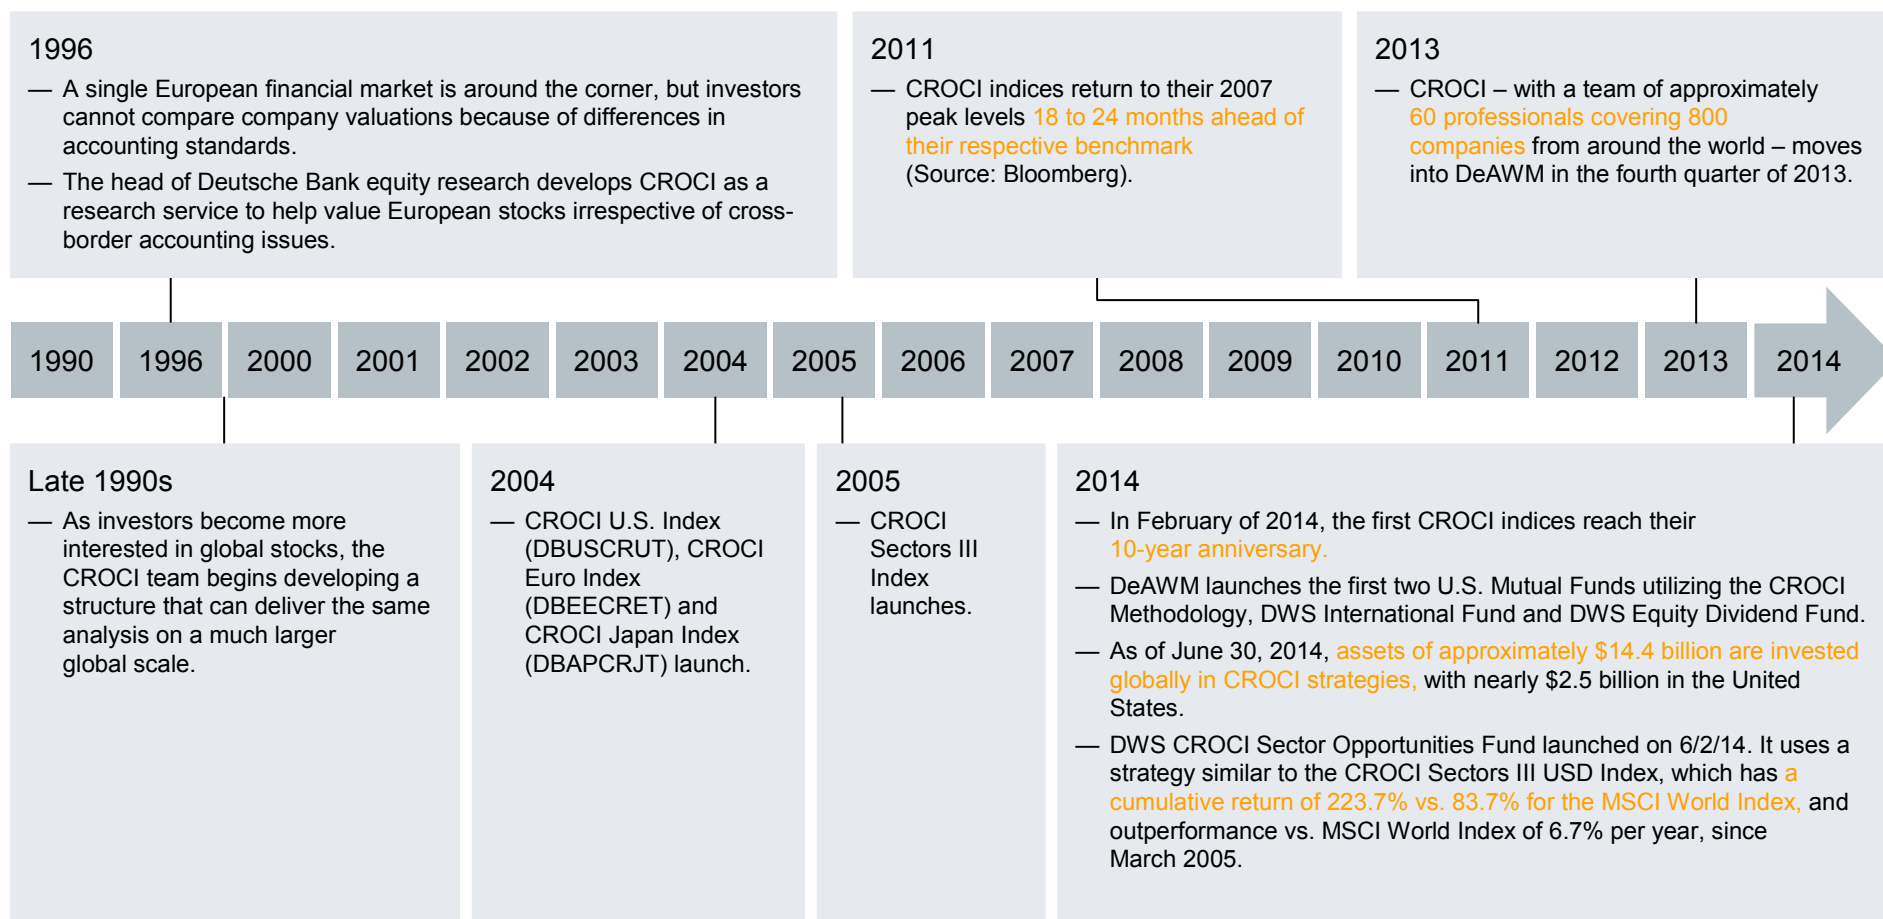 1996
— A single European financial market is around the corner, but investors
cannot compare company valuations because of differences in
accounting standards.
— The head of Deutsche Bank equity research develops CROCI as a
research service to help value European stocks irrespective of cross-
border accounting issues.
2011
— CROCI indices return to their 2007
peak levels 18 to 24 months ahead of
their respective benchmark
(Source: Bloomberg).
2013
— CROCI – with a team of approximately
60 professionals covering 800
companies from around the world – moves
into DeAWM in the fourth quarter of 2013.
1990 1996 2000 2001 2002 2003 2004 2005 2006 2007 2008 2009 2010 2011 2012 2013 2014
Late 1990s
— As investors become more
interested in global stocks, the
CROCI team begins developing a
structure that can deliver the same
analysis on a much larger
global scale.
2004
— CROCI U.S. Index
(DBUSCRUT), CROCI
Euro Index
(DBEECRET) and
CROCI Japan Index
(DBAPCRJT) launch.
2005
— CROCI
Sectors III
Index
launches.
2014
— In February of 2014, the first CROCI indices reach their
10-year anniversary.
— DeAWM launches the first two U.S. Mutual Funds utilizing the CROCI
Methodology, DWS International Fund and DWS Equity Dividend Fund.
— As of June 30, 2014, assets of approximately $14.4 billion are invested
globally in CROCI strategies, with nearly $2.5 billion in the United
States.
— DWS CROCI Sector Opportunities Fund launched on 6/2/14. It uses a
strategy similar to the CROCI Sectors III USD Index, which has a
cumulative return of 223.7% vs. 83.7% for the MSCI World Index, and
outperformance vs. MSCI World Index of 6.7% per year, since
March 2005.